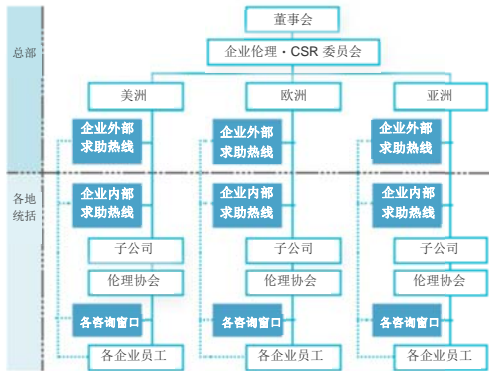 董事会
总部
企业伦理·CSR 委员会
美洲
欧洲
亚洲
企业外部
求助热线
企业外部
求助热线
企业外部
求助热线
各地
统括
企业内部
求助热线
企业内部
求助热线
企业内部
求助热线
子公司
子公司
子公司
伦理协会
伦理协会
伦理协会
各咨询窗口
各咨询窗口
各咨询窗口
各企业员工
各企业员工
各企业员工